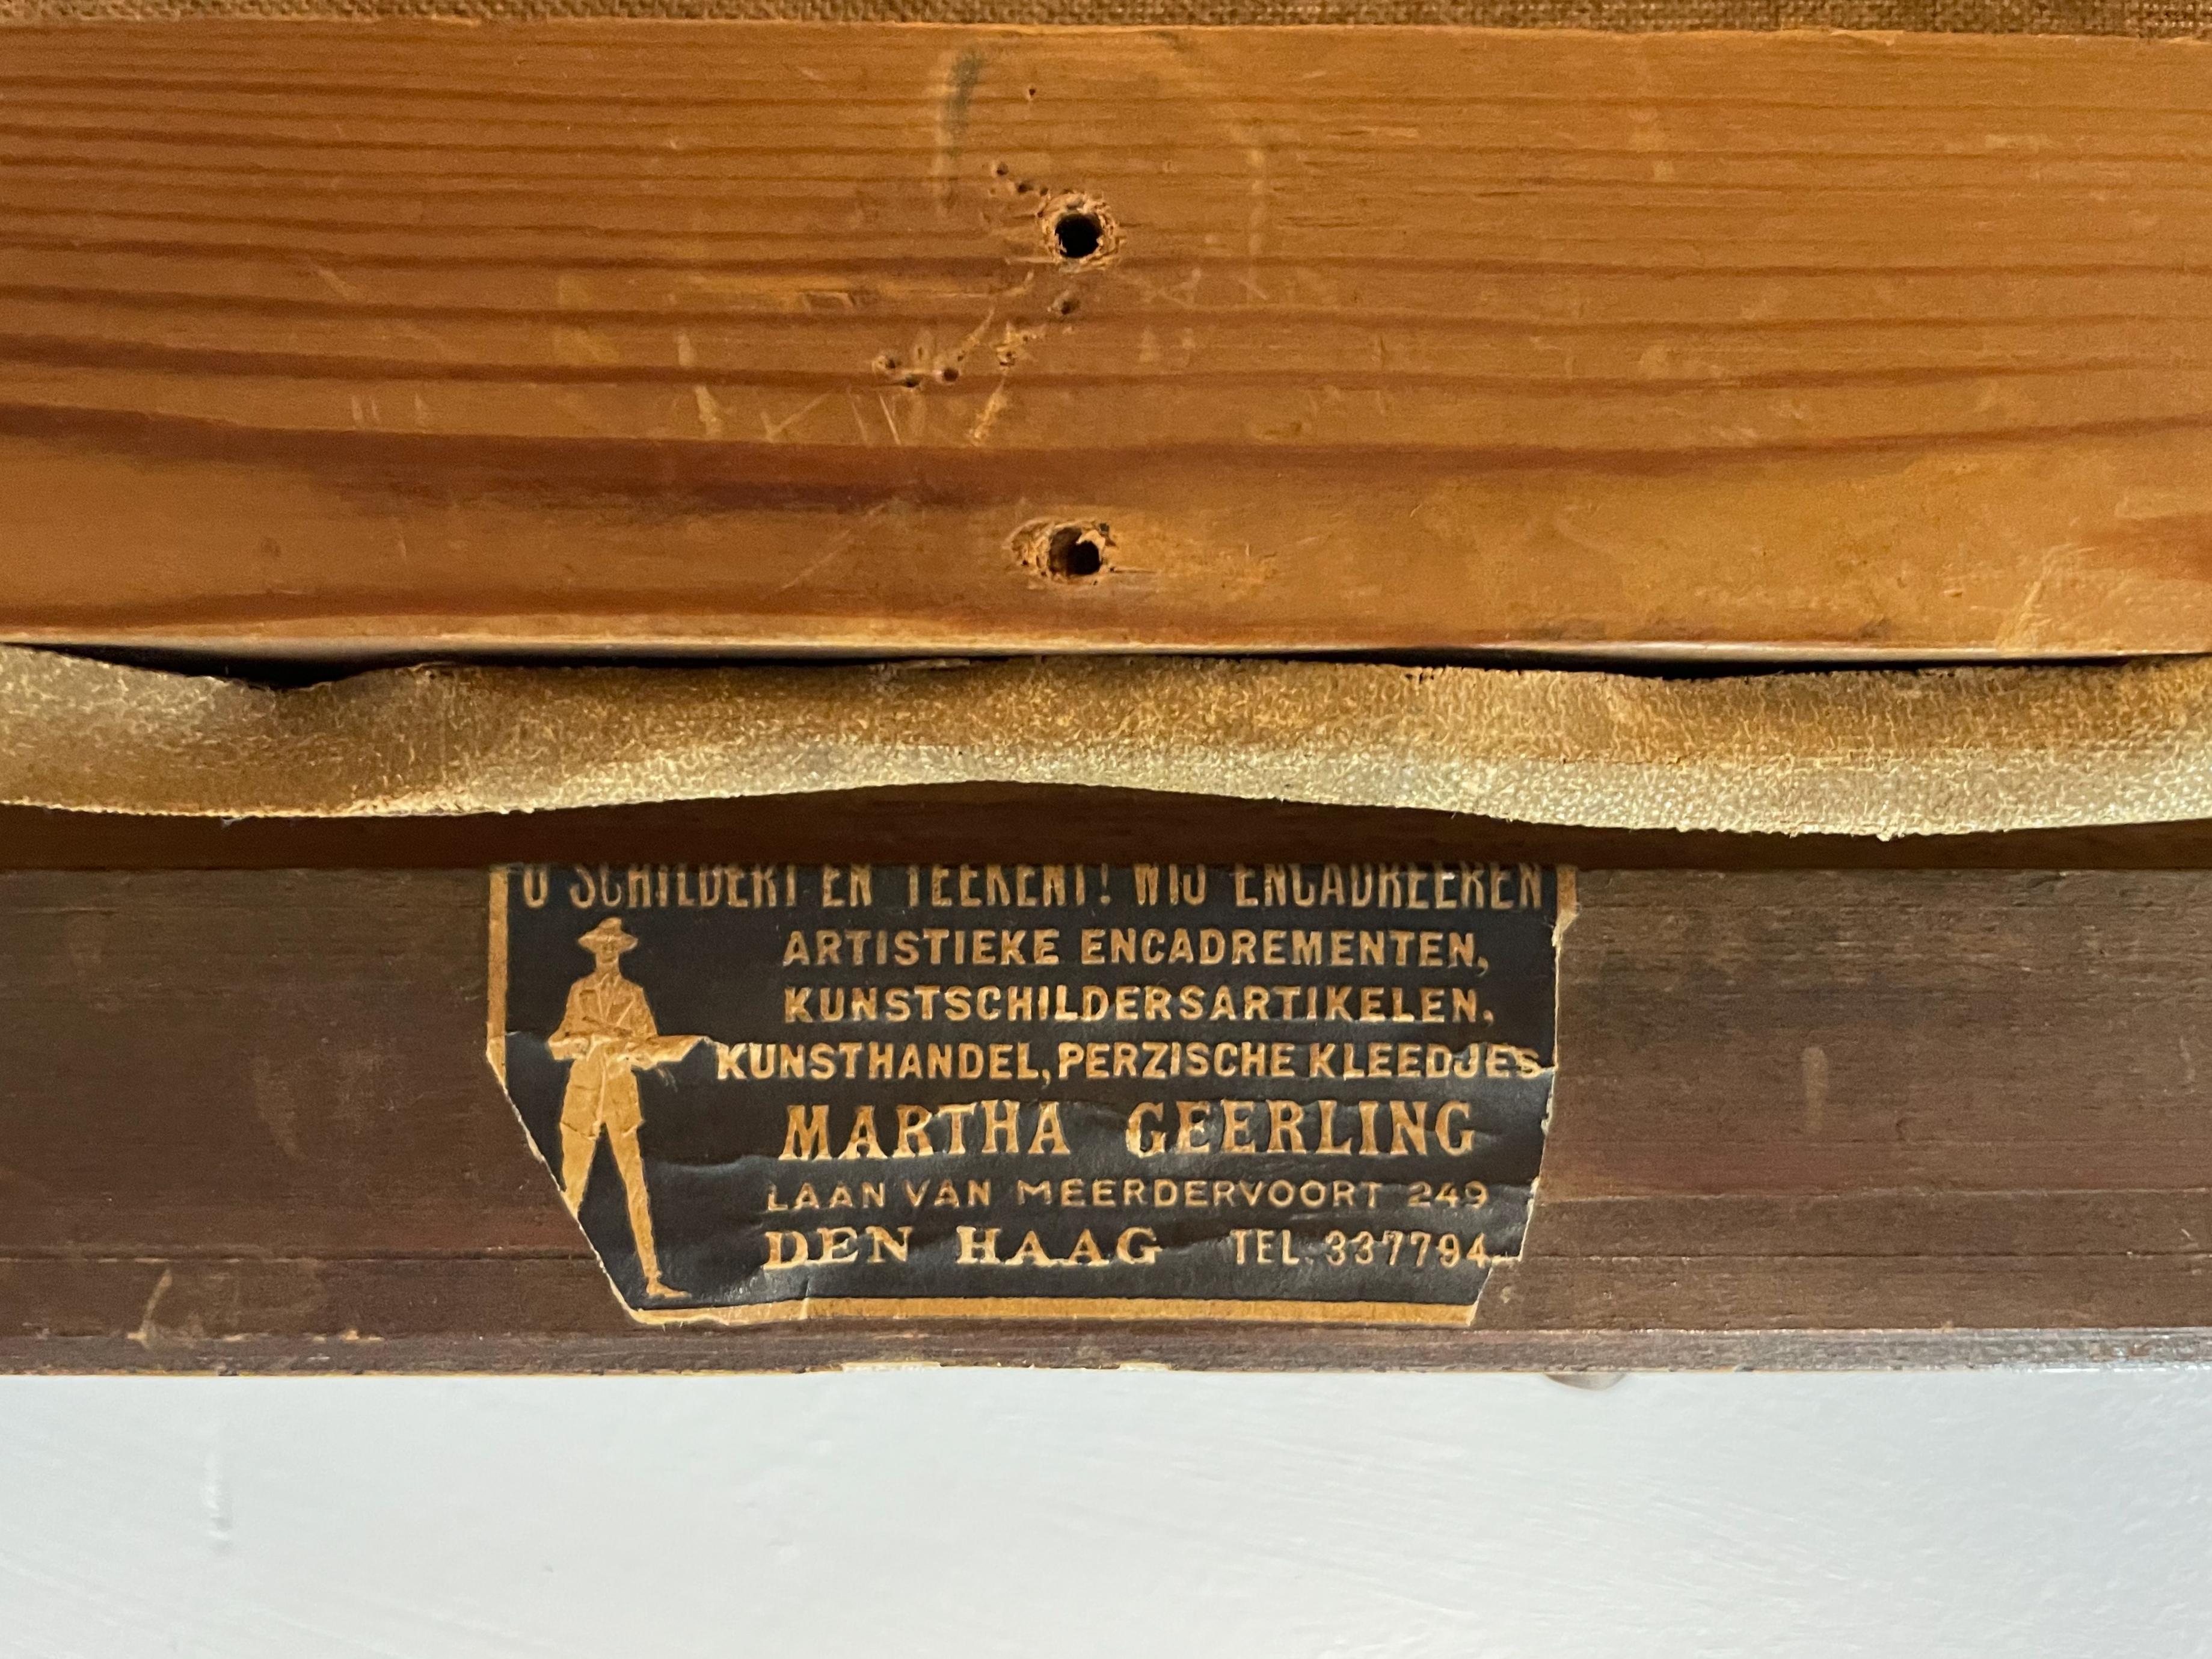 U SCHILDERT EN TEEKENT! WIJ ENCADREEREN
ARTISTIEKE ENCADREMENTEN,
KUNSTSCHILDERSARTIKELEN.
KUNSTHANDEL, PERZISCHE KLEEDJES
MARTHA GEERLING
LAAN VAN MEERDERVOORT 249
DEN HAAG TEL. 337794